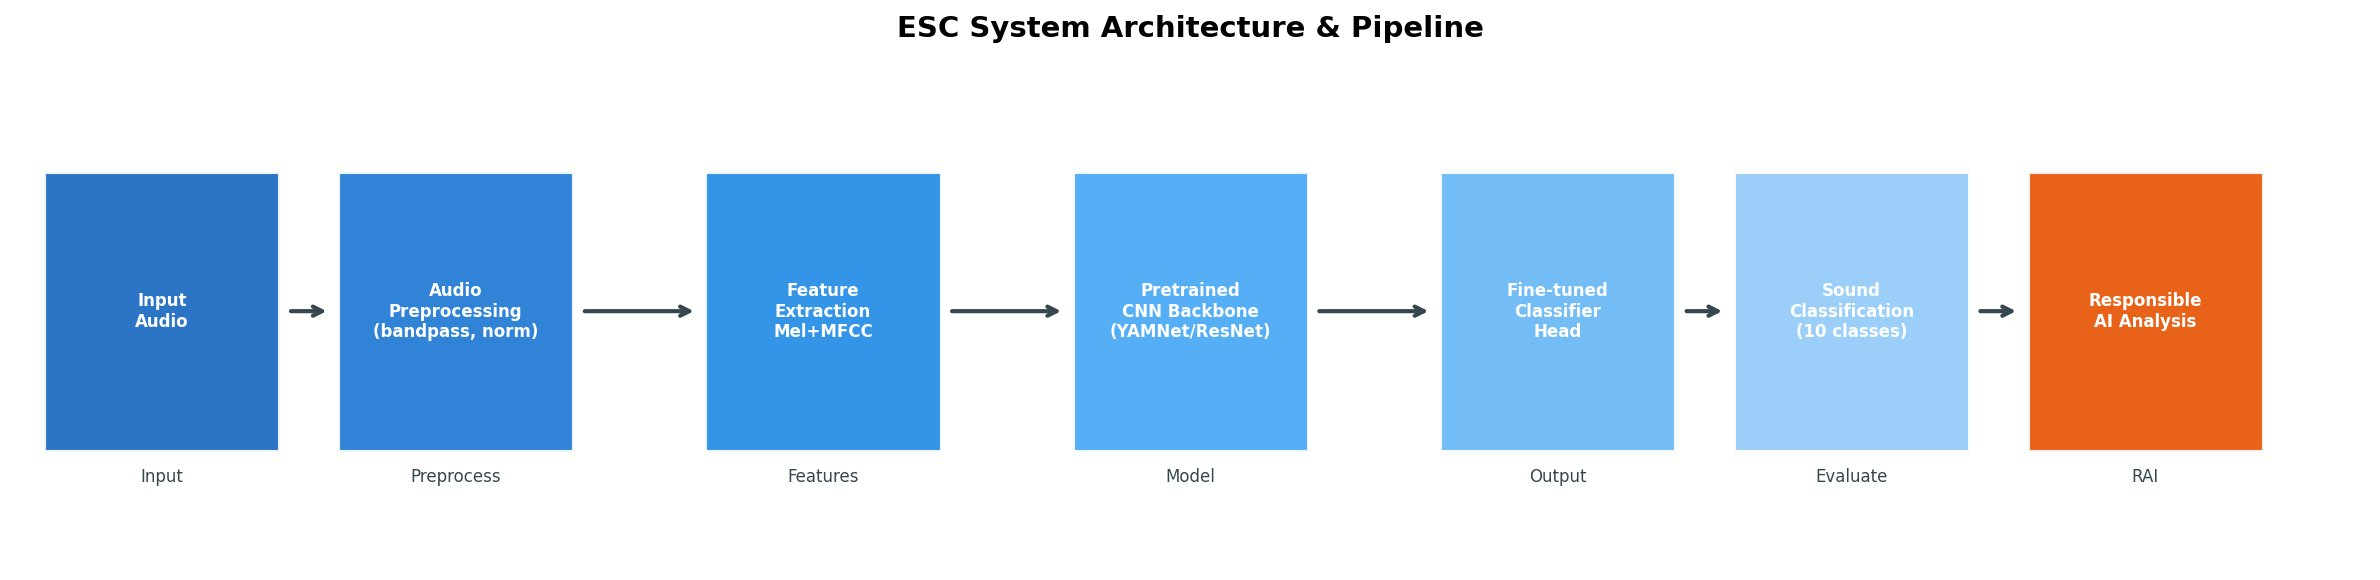 ESC System Architecture & Pipeline
Input
Audio
Audio
Preprocessing
(bandpass, norm)
Feature
Extraction
Mel+MFCC
Pretrained
CNN Backbone
(YAMNet/ResNet)
Fine-tuned
Classifier
Head
Sound
Classification
(10 classes)
Responsible
AI Analysis
Input
Preprocess
Features
Model
Output
Evaluate
RAI